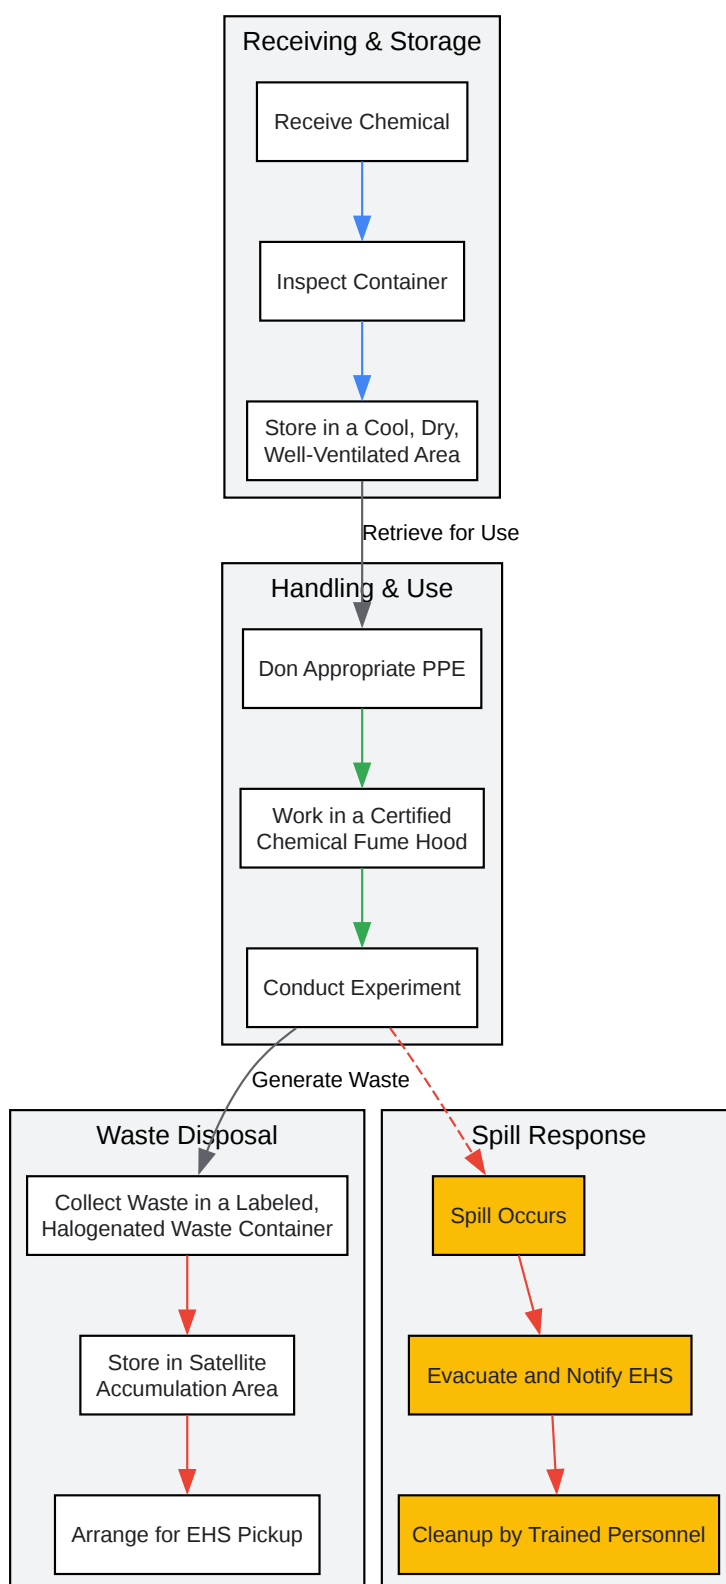 Receiving & Storage
Receive Chemical
Inspect Container
Store in a Cool, Dry,
Well-Ventilated Area
Retrieve for Use
Handling & Use
Don Appropriate PPE
Work in a Certified
Chemical Fume Hood
Conduct Experiment
Generate Waste
Waste Disposal
Collect Waste in a Labeled,
Halogenated Waste Container
Store in Satellite
Accumulation Area
Arrange for EHS Pickup
Spill Response
Spill Occurs
Evacuate and Notify EHS
Cleanup by Trained Personnel